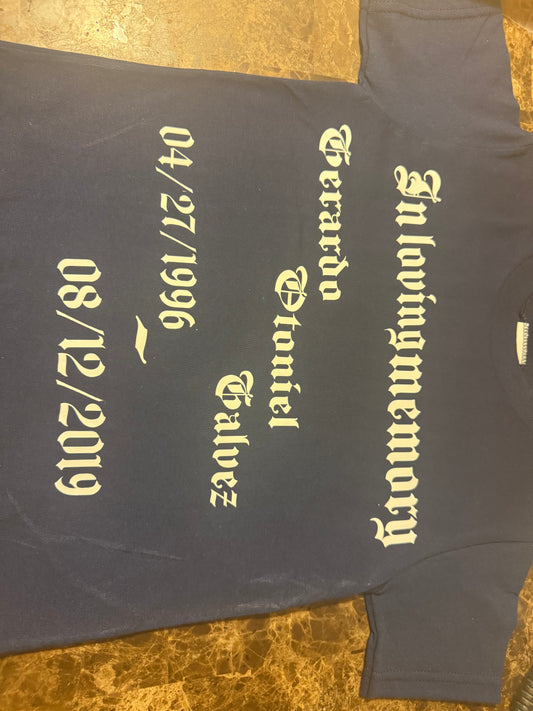 In loving memory
Gerardo
Otoniel
Galvez
04/27/1996
~
08/12/2019